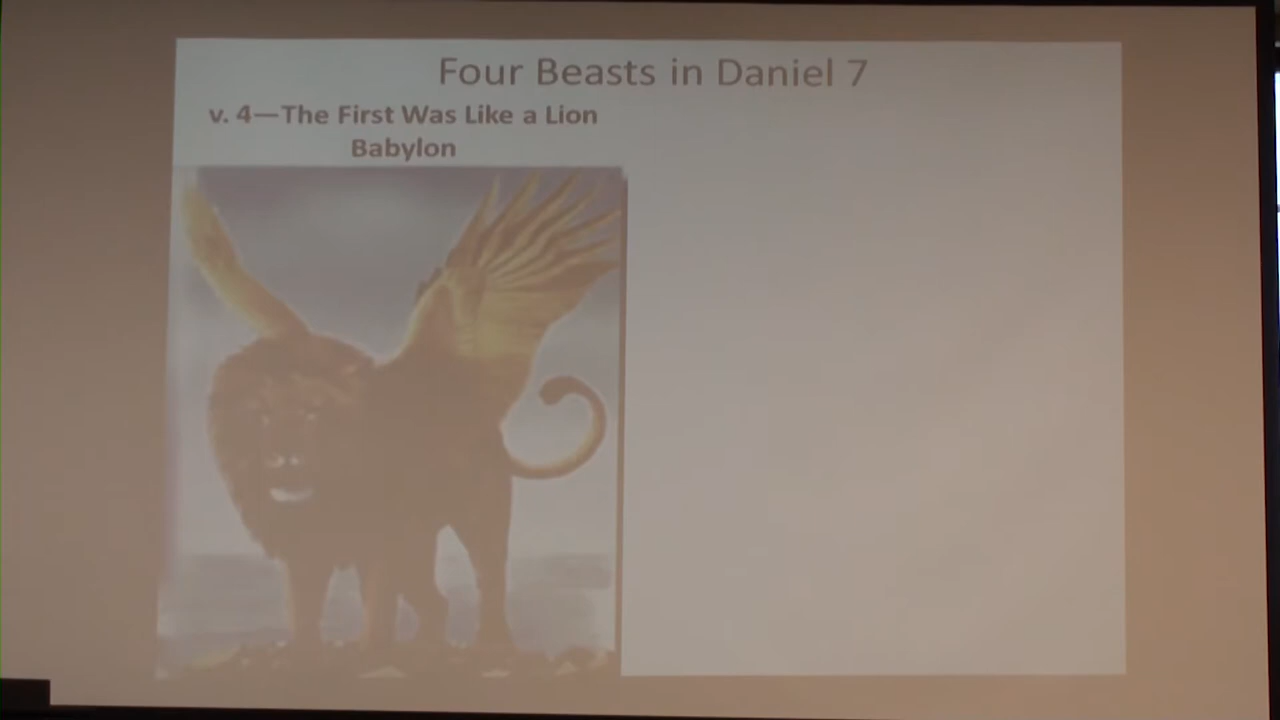 Four Beasts in Daniel 7
v. 4—The First Was Like a Lion
Babylon